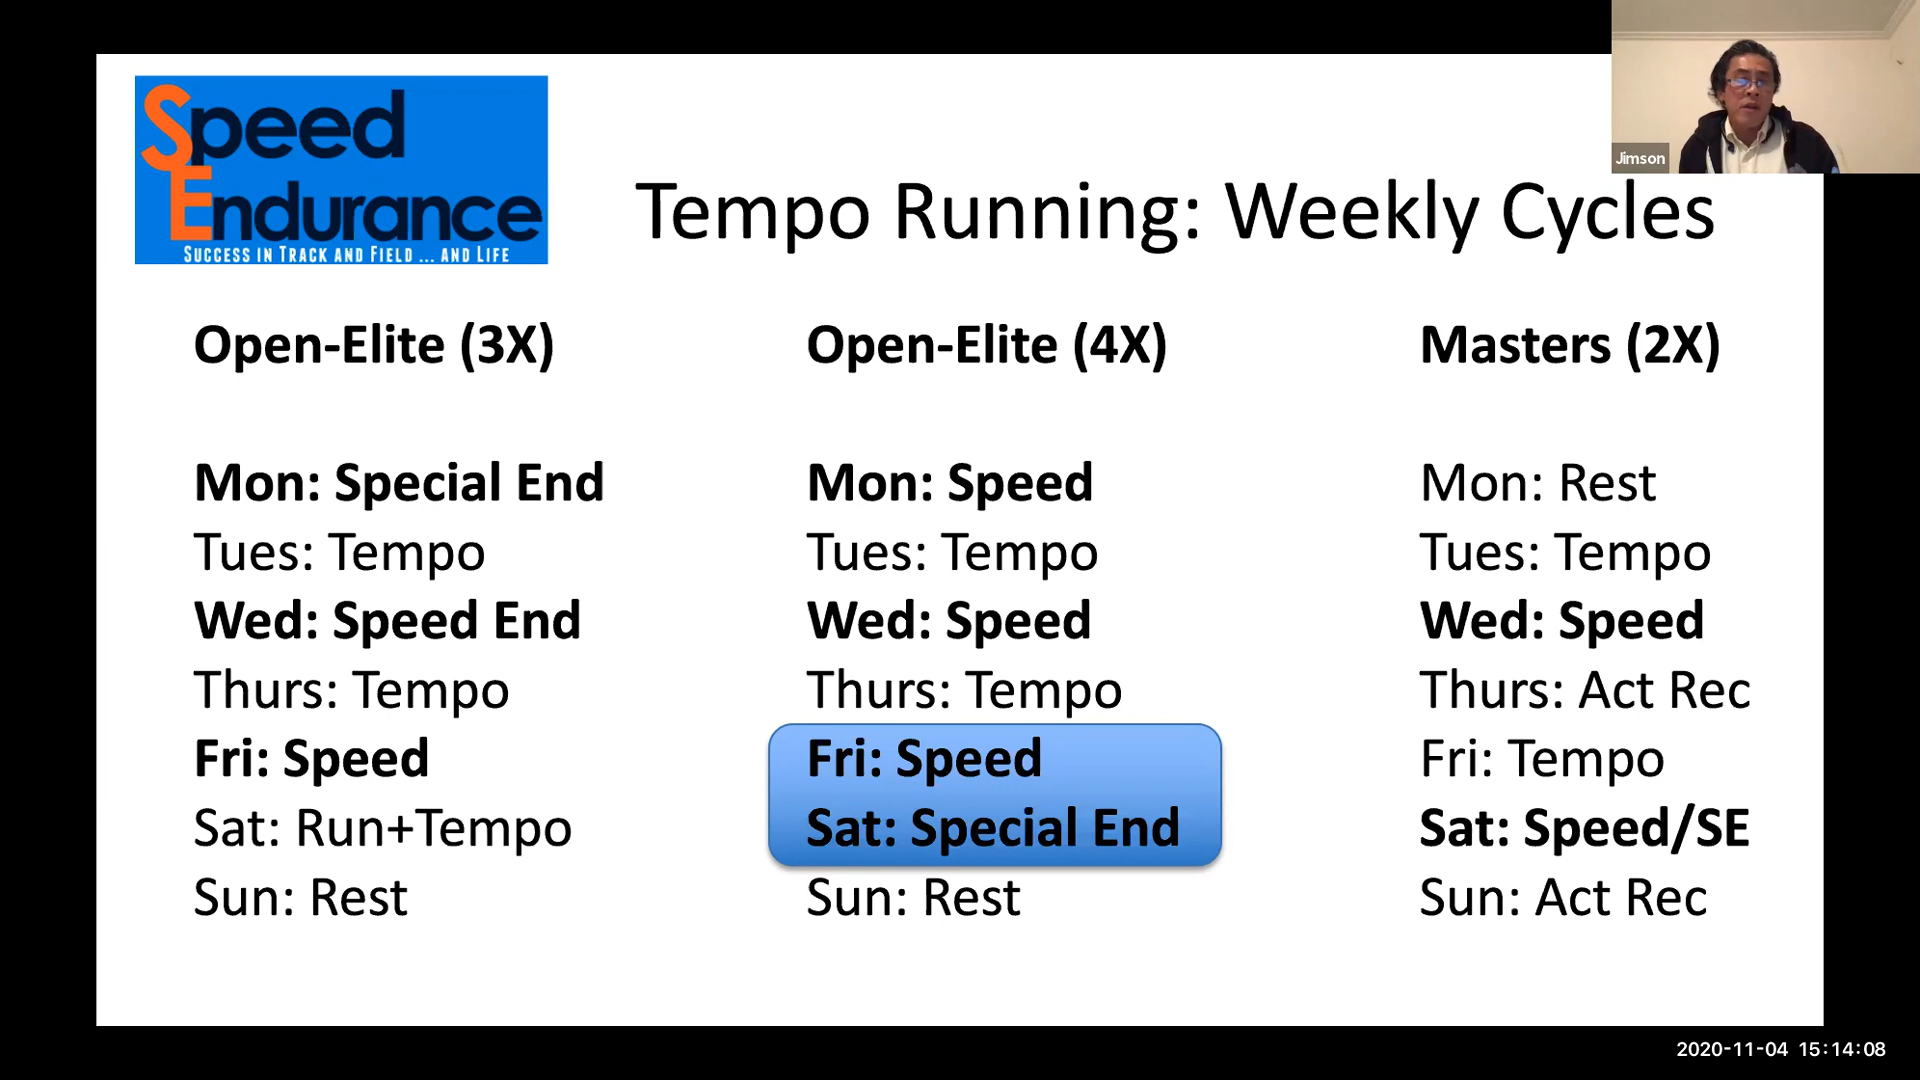 Speed
Endurance
SUCCESS IN TRACK AND FIELD ... AND LIFE
Jimson
Tempo Running: Weekly Cycles
Open-Elite (3X)
Mon: Special End
Tues: Tempo
Wed: Speed End
Thurs: Tempo
Fri: Speed
Sat: Run+Tempo
Sun: Rest
Open-Elite (4X)
Mon: Speed
Tues: Tempo
Wed: Speed
Thurs: Tempo
Fri: Speed
Sat: Special End
Sun: Rest
Masters (2X)
Mon: Rest
Tues: Tempo
Wed: Speed
Thurs: Act Rec
Fri: Tempo
Sat: Speed/SE
Sun: Act Rec
2020-11-04 15:14:08